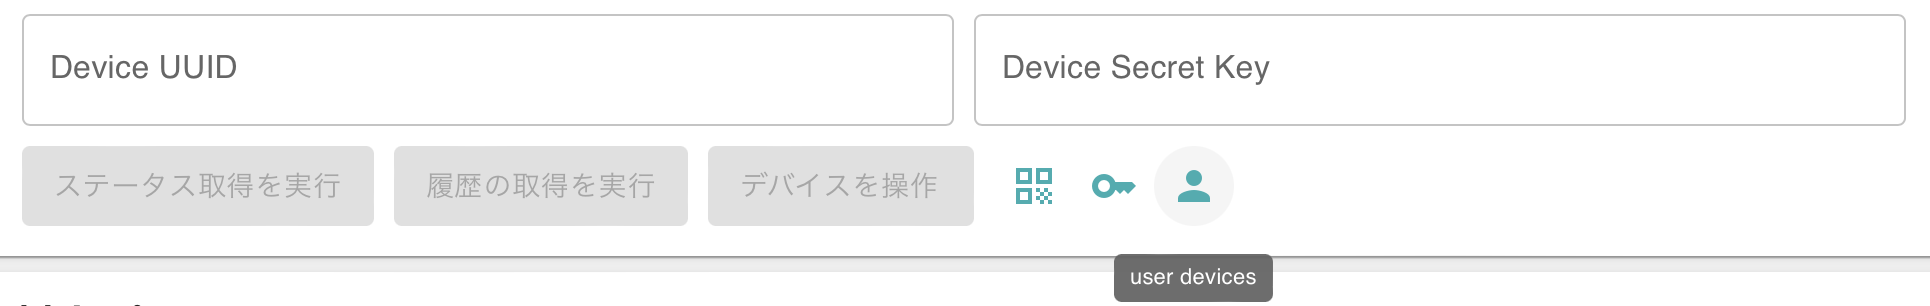 Device UUID
Device Secret Key
ステータス取得を実行
履歴の取得を実行
デバイスを操作
user devices